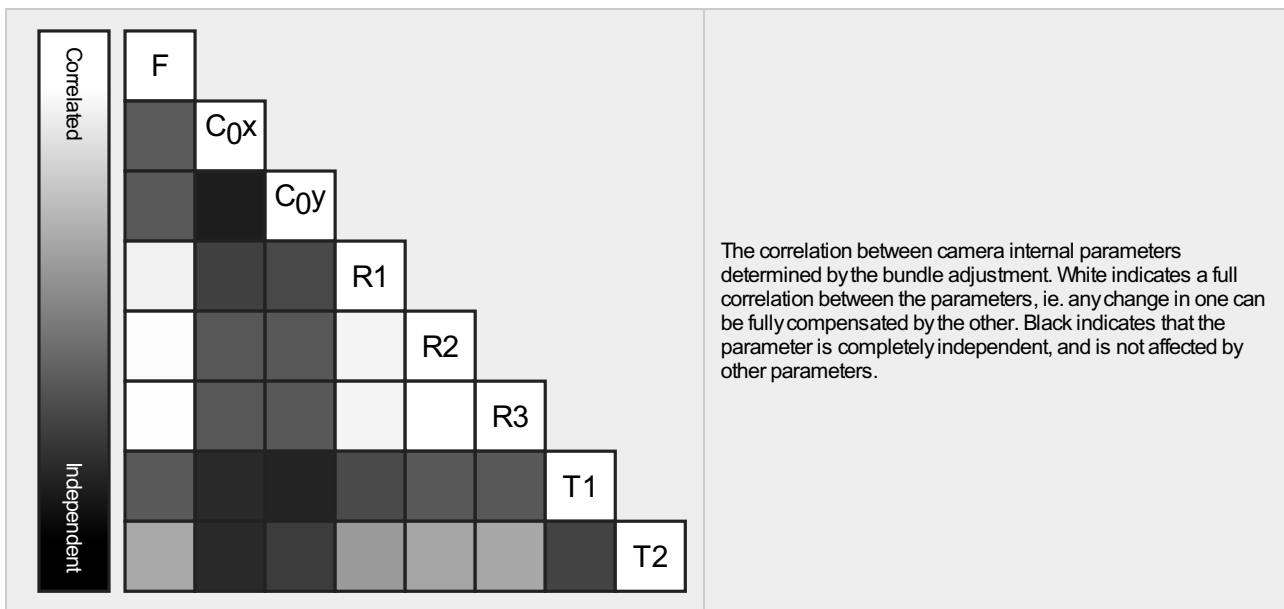 Correlated
Independent
F
C0x
C0y
R1
R2
R3
T1
T2
The correlation between camera internal parameters
determined by the bundle adjustment. White indicates a full
correlation between the parameters, ie. any change in one can
be fully compensated by the other. Black indicates that the
parameter is completely independent, and is not affected by
other parameters.